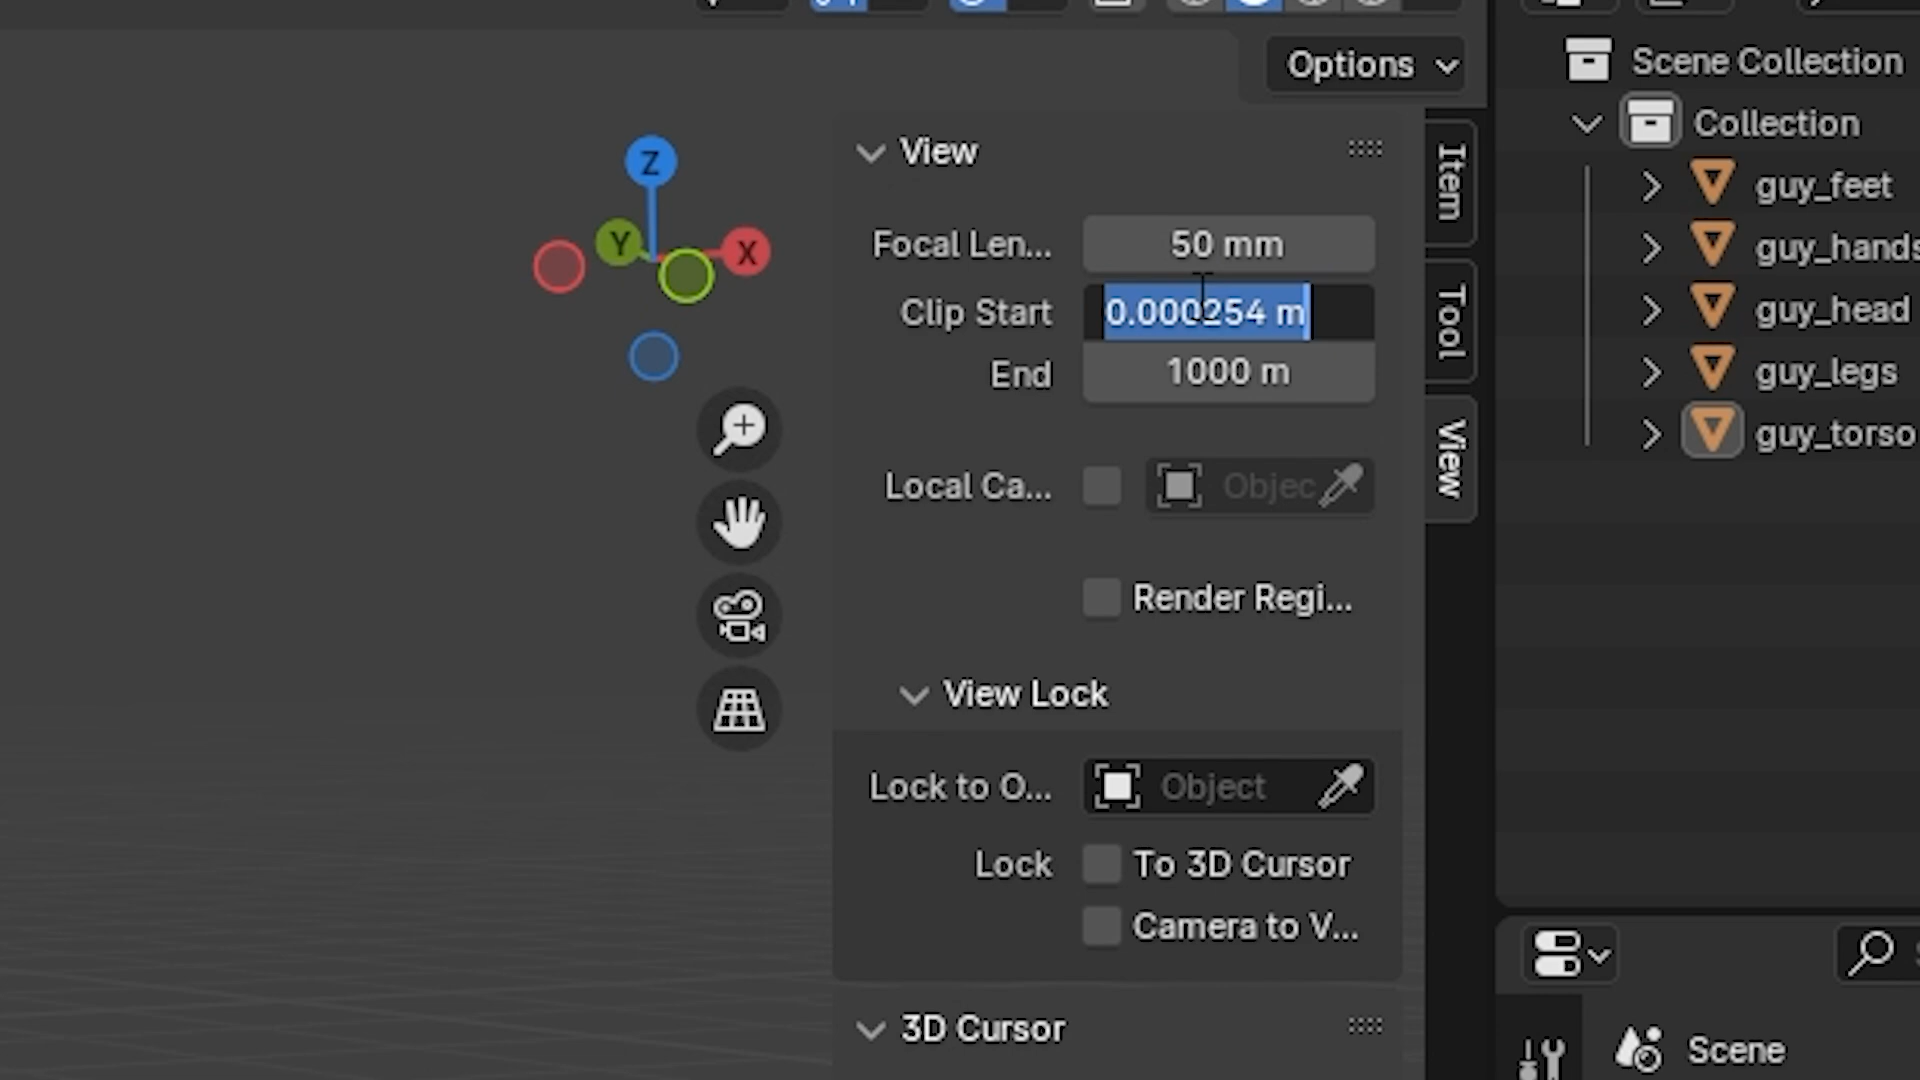 Options
Scene Collection
Collection
View
Item
Z
guy_feet
Y
X
Focal Len...
50 mm
guy_hands
Clip Start
0.000254 m
Tool
guy_head
End
1000 m
guy_legs
View
guy_torso
Local Ca...
Objec
Render Regi...
View Lock
Lock to O...
Object
Lock
To 3D Cursor
Camera to V...
3D Cursor
Scene